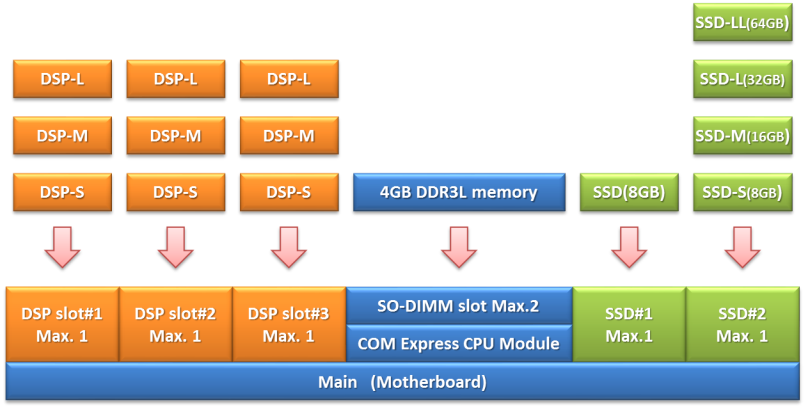 SSD-LL(64GB)
DSP-L DSP-L DSP-L SSD-L(32GB)
DSP-M DSP-M DSP-M SSD-M(16GB)
DSP-S DSP-S DSP-S 4GB DDR3L memory SSD(8GB) SSD-S(8GB)
DSP slot#1
Max. 1
DSP slot#2
Max. 1
DSP slot#3
Max. 1
SO-DIMM slot Max.2
COM Express CPU Module
SSD#1
Max.1
SSD#2
Max. 1
Main (Motherboard)